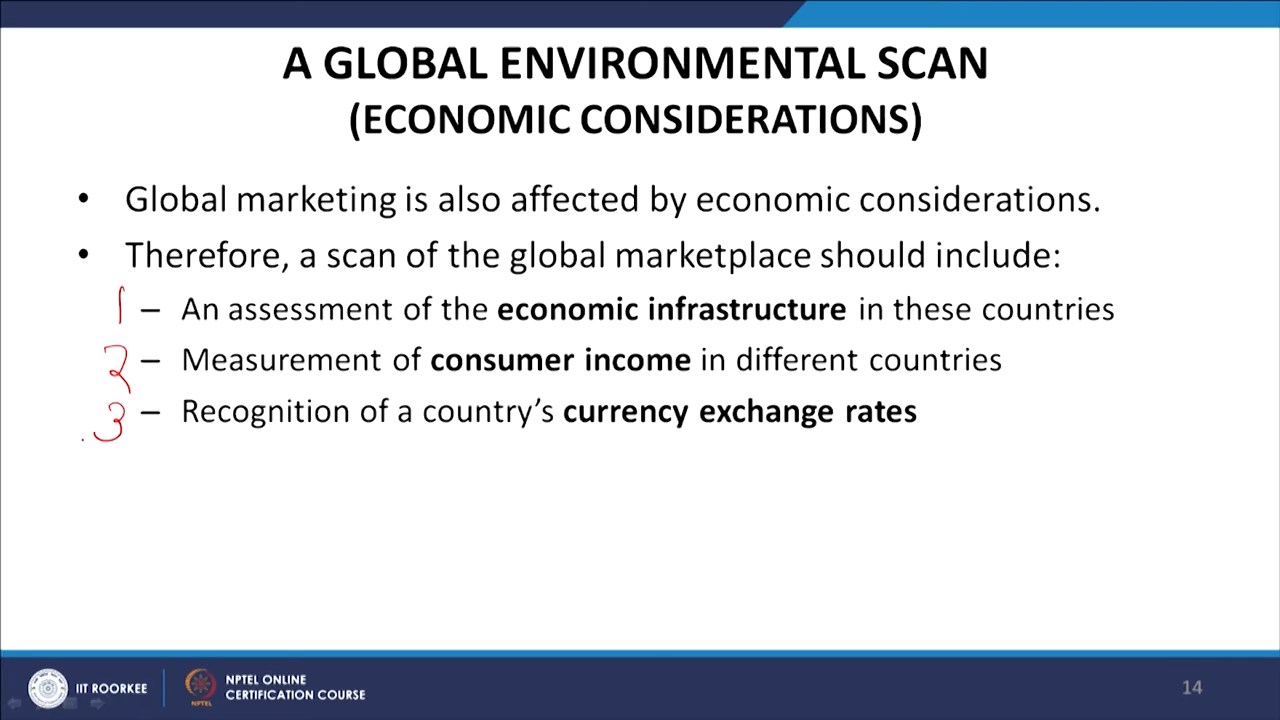 A GLOBAL ENVIRONMENTAL SCAN
(ECONOMIC CONSIDERATIONS)
• Global marketing is also affected by economic considerations.
• Therefore, a scan of the global marketplace should include:
1 – An assessment of the economic infrastructure in these countries
2 – Measurement of consumer income in different countries
.3 – Recognition of a country’s currency exchange rates
IIT ROORKEE
NPTEL
NPTEL ONLINE
CERTIFICATION COURSE
14